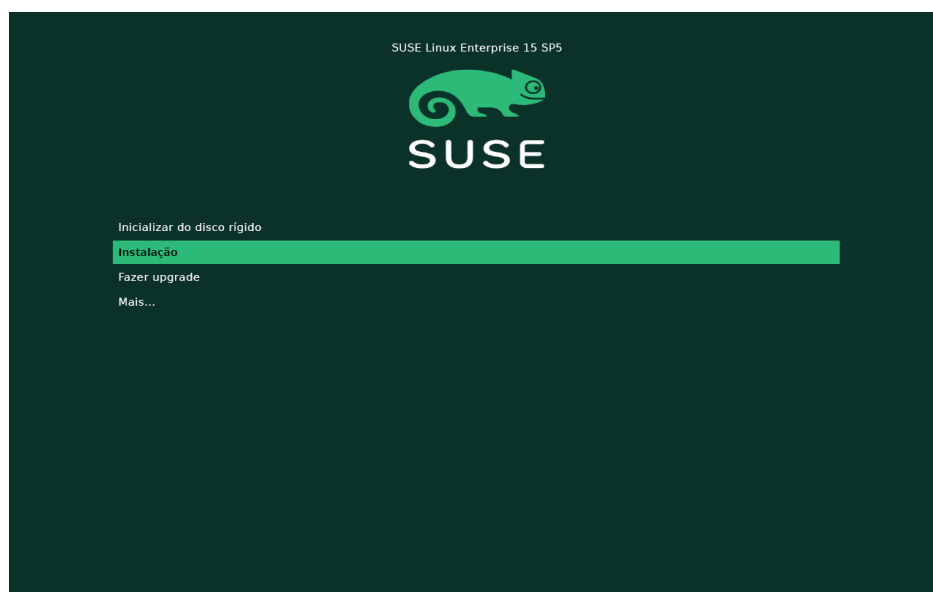 SUSE Linux Enterprise 15 SP5
SUSE
Inicializar do disco rígido
Instalação
Fazer upgrade
Mais...